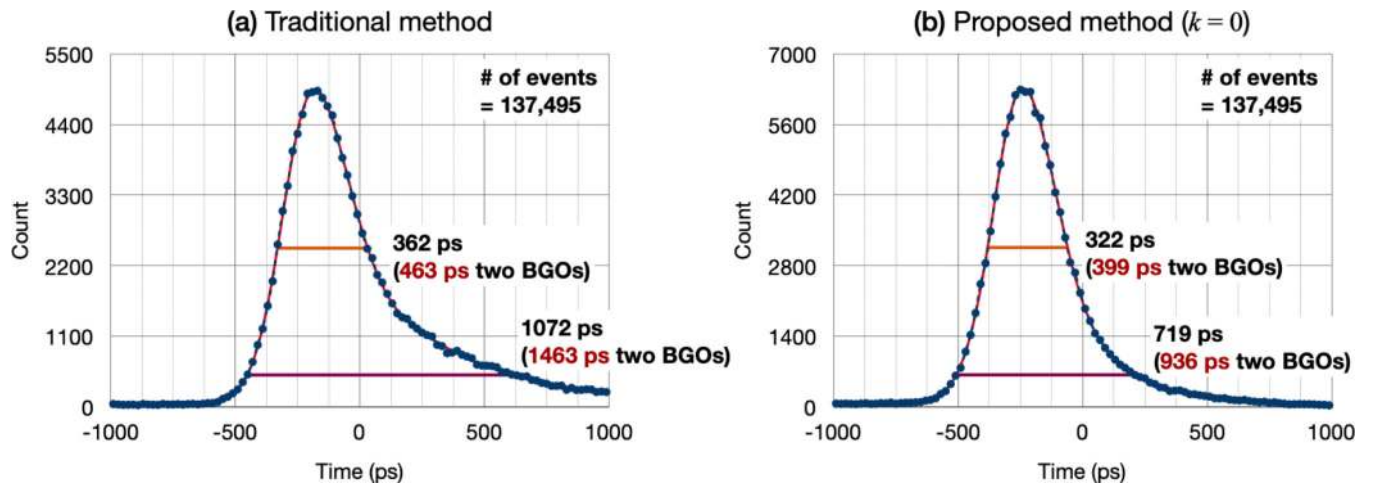 (a) Traditional method
5500
4400
3300
2200
1100
0
Count
# of events
= 137,495
362 ps
(463 ps two BGOs)
1072 ps
(1463 ps two BGOs)
-1000
-500
0
500
1000
Time (ps)
(b) Proposed method (k = 0)
7000
5600
4200
2800
1400
0
Count
# of events
= 137,495
322 ps
(399 ps two BGOs)
719 ps
(936 ps two BGOs)
-1000
-500
0
500
1000
Time (ps)